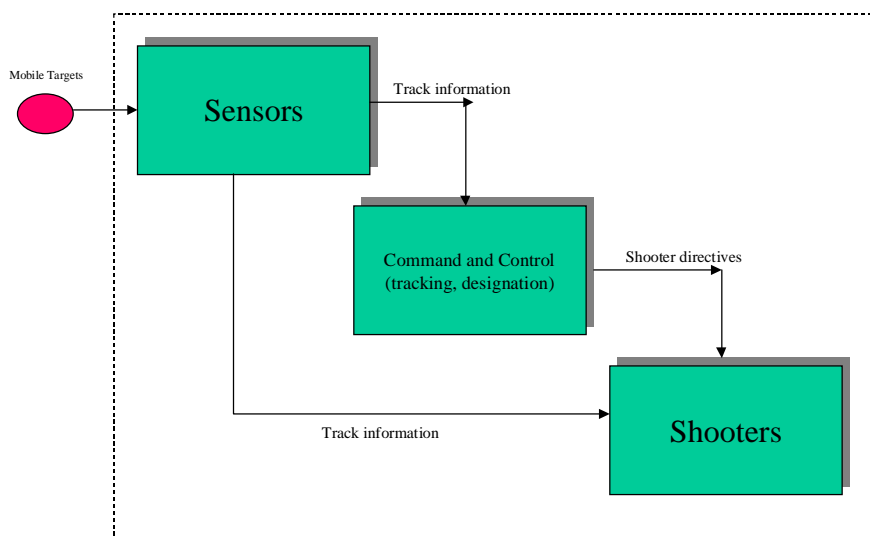 Mobile Targets
Sensors
Track information
Command and Control
(tracking, designation)
Shooter directives
Track information
Shooters